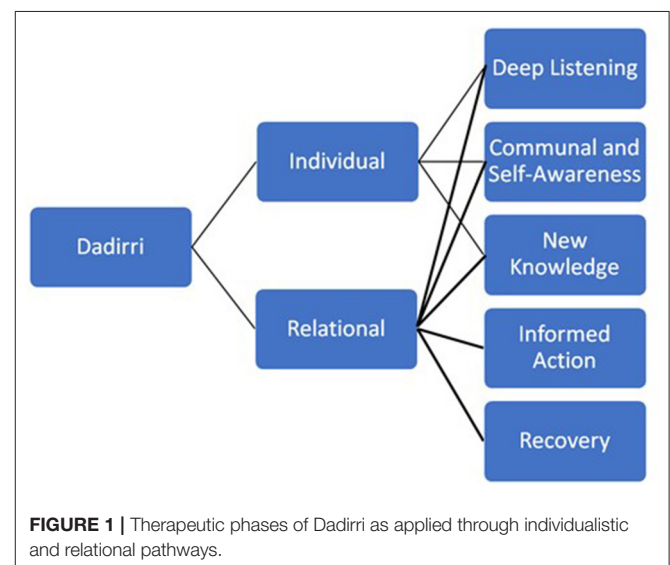 Deep Listening
Individual
Communal and
Self-Awareness
Dadirri
New
Knowledge
Relational
Informed
Action
Recovery
FIGURE 1 | Therapeutic phases of Dadirri as applied through individualistic
and relational pathways.